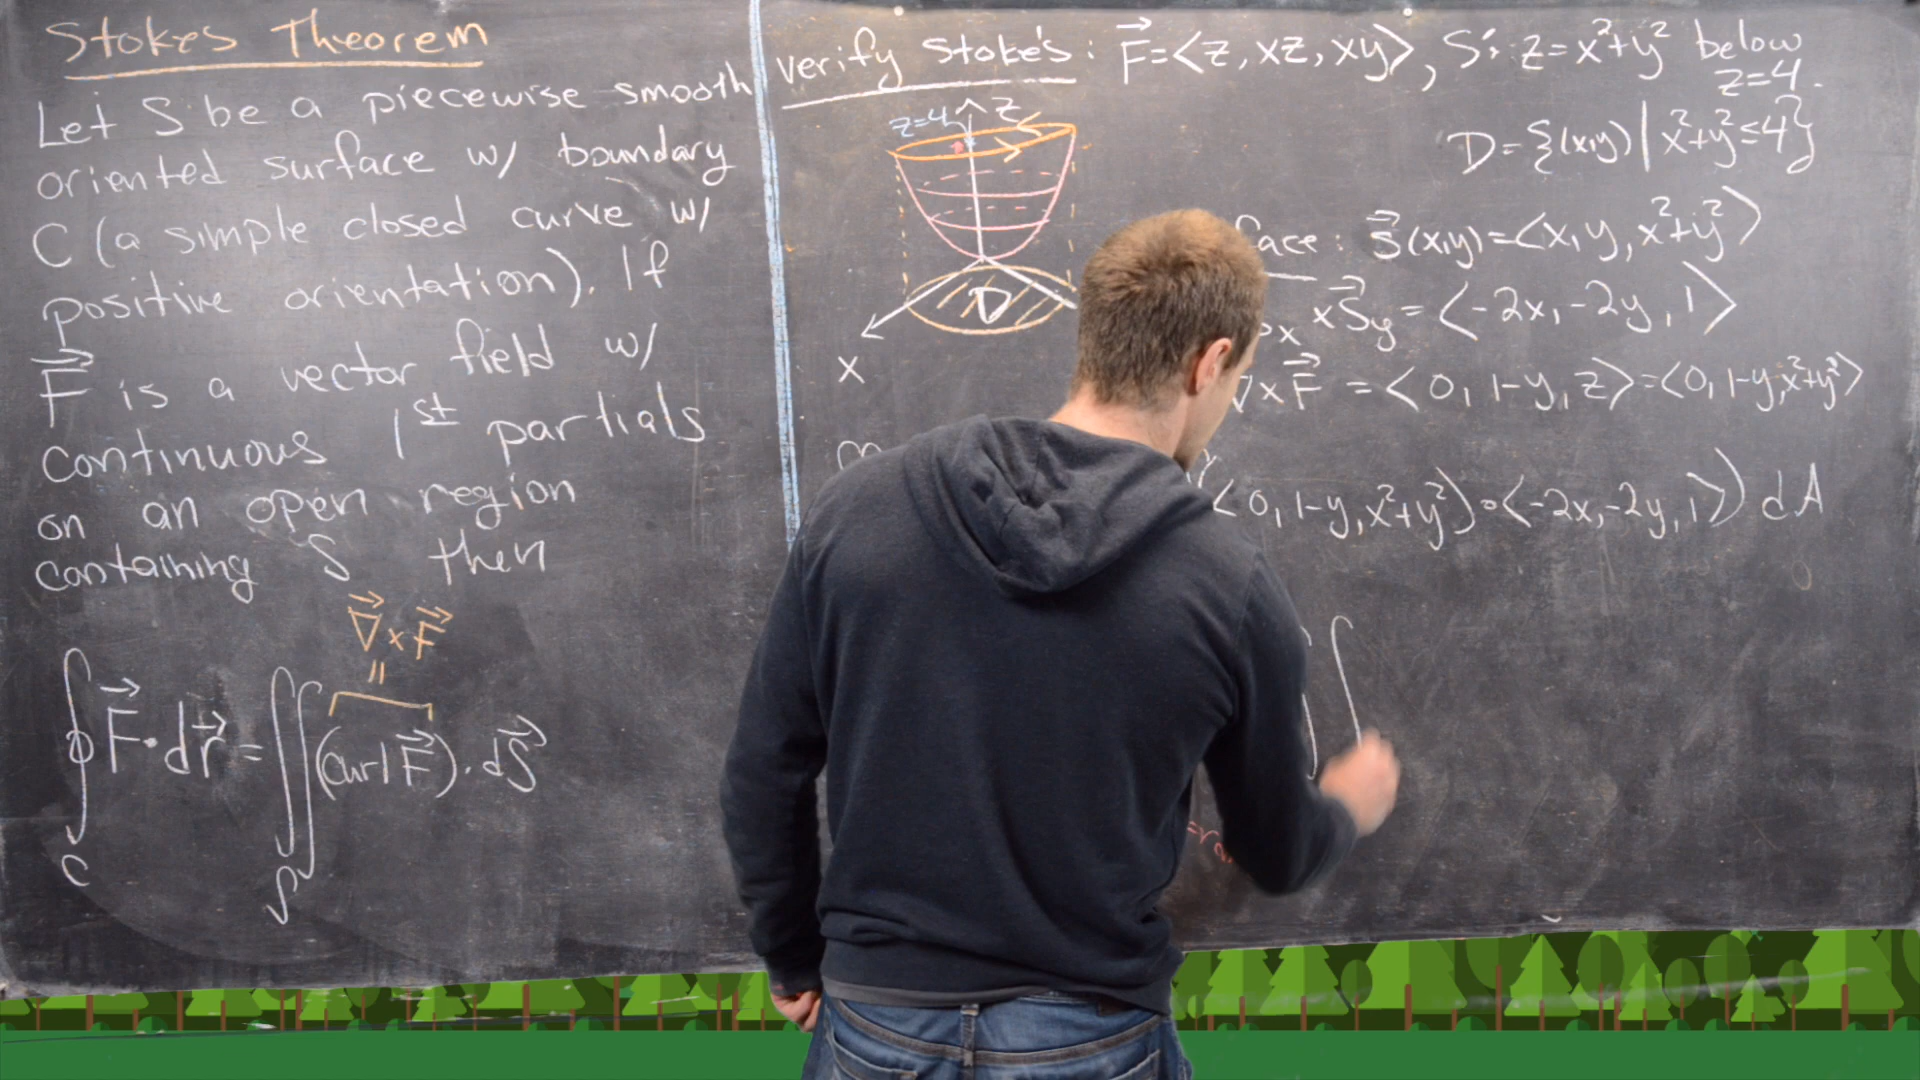 Stokes Theorem
Let S be a piecewise smooth
oriented surface w/ boundary
C (a simple closed curve w/
positive orientation). If
F⃗ is a vector field w/
continuous 1st partials
on an open region
containing S then
∇⃗ × F⃗
=
∮ F⃗ · dr⃗ = ∬ (curl F⃗) · dS⃗
C S
Verify Stoke's : F⃗ = <z, xz, xy>, S: z = x² + y² below
z = 4.
z=4 z
D = {(x,y) | x² + y² ≤ 4}
face : S⃗(x,y) = <x, y, x² + y²>
D
x × S⃗y = <-2x, -2y, 1>
x
∇ × F⃗ = <0, 1-y, z> = <0, 1-y, x²+y²>
<0, 1-y, x²+y²) ∘ <-2x, -2y, 1>) dA
∫ ∫